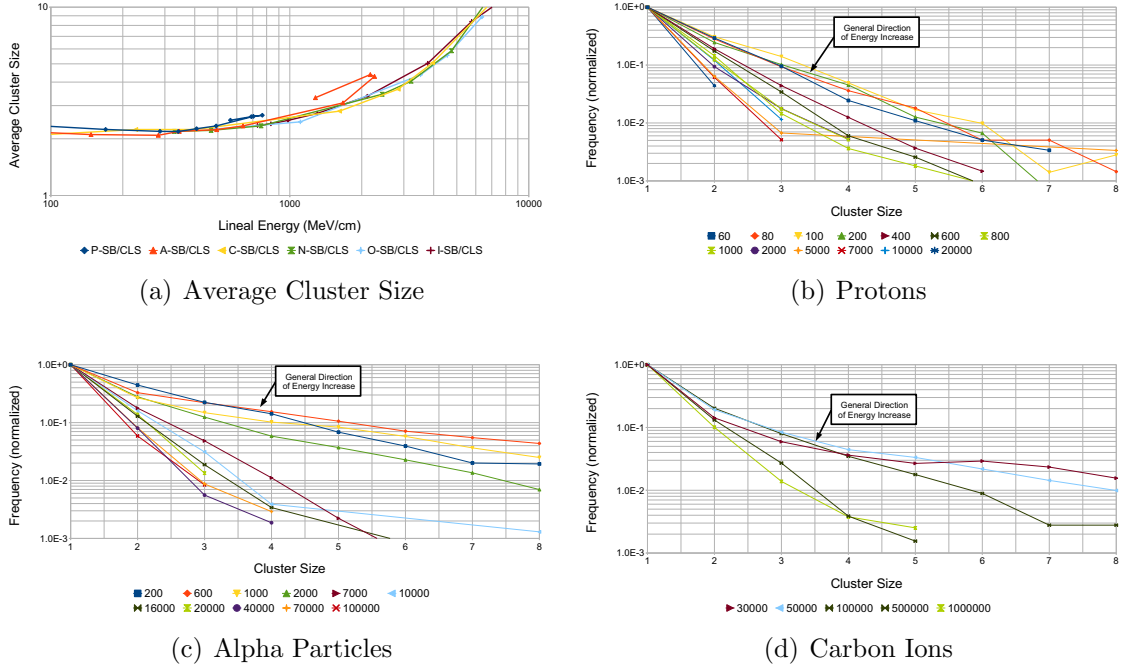 10
1
Average Cluster Size
100
1000
10000
Lineal Energy (MeV/cm)
P-SB/CLS A-SB/CLS C-SB/CLS N-SB/CLS O-SB/CLS I-SB/CLS
(a) Average Cluster Size
1.0E+0
1.0E-1
1.0E-2
1.0E-3
Frequency (normalized)
General Direction
of Energy Increase
1 2 3 4 5 6 7 8
Cluster Size
60 80 100 200 400 600 800
1000 2000 5000 7000 10000 20000
(b) Protons
1.0E+0
1.0E-1
1.0E-2
1.0E-3
Frequency (normalized)
General Direction
of Energy Increase
1 2 3 4 5 6 7 8
Cluster Size
200 600 1000 2000 7000 10000
16000 20000 40000 70000 100000
(c) Alpha Particles
1.0E+0
1.0E-1
1.0E-2
1.0E-3
Frequency (normalized)
General Direction
of Energy Increase
1 2 3 4 5 6 7 8
Cluster Size
30000 50000 100000 500000 1000000
(d) Carbon Ions